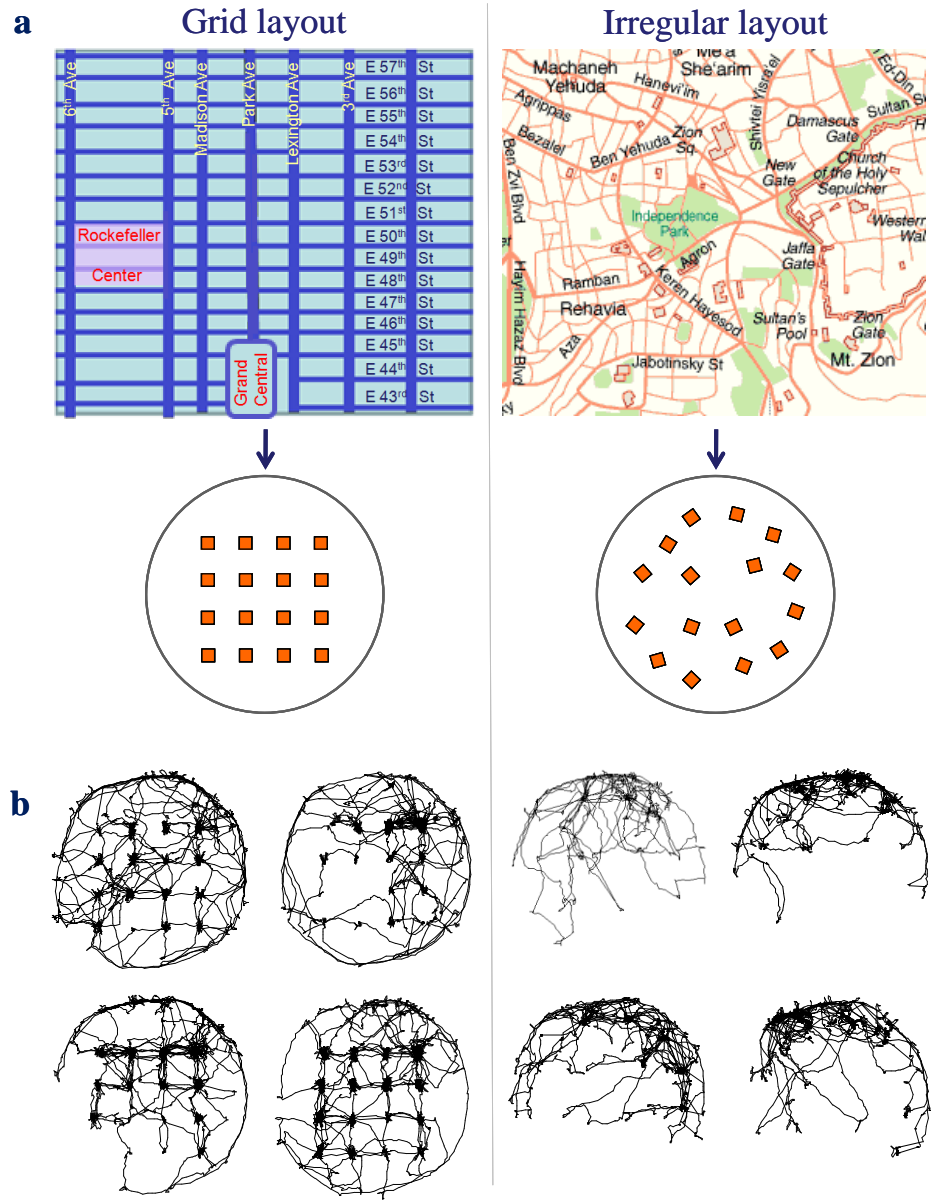 a
Grid layout
Irregular layout
6th Ave
5th Ave
Madison Ave
Park Ave
Lexington Ave
3rd Ave
E 57th St
E 56th St
E 55th St
E 54th St
E 53rd St
E 52nd St
E 51st St
E 50th St
E 49th St
E 48th St
E 47th St
E 46th St
E 45th St
E 44th St
E 43rd St
Rockefeller
Center
Grand
Central
Me'a
She'arim
Machaneh
Yehuda
Hanevi'im
Agrippas
Bezalel
Ben Yehuda
Zion
Sq.
Shivtei Yisra'el
Ed-Din
Sultan
Damascus
Gate
H
New
Gate
Church
of the Holy
Sepulcher
Western
Wal
Ben Zvi Blvd
Independence
Park
Agron
Jaffa
Gate
Ramban
Keren Hayesod
Rehavia
Hayim Hazaz Blvd
Sultan's
Pool
Zion
Gate
Aza
Jabotinsky St
Mt. Zion
b